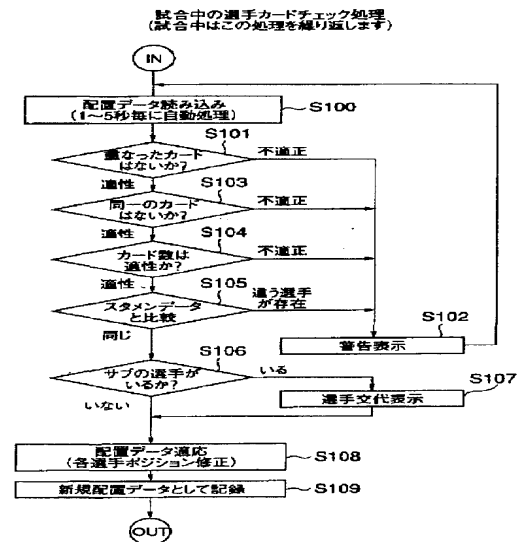 試合中の選手カードチェック処理
(試合中はこの処理を繰り返します)
IN
配置データ読み込み
(1~5秒毎に自動処理)
S100
S101
重なったカード
はないか?
不適正
適性
S103
同一のカード
はないか?
不適正
適性
S104
カード数は
適性か?
不適正
適性
S105
スタメンデータ
と比較
違う選手
が存在
同じ
S102
警告表示
S106
サブの選手が
いるか?
いる
S107
選手交代表示
いない
配置データ適応
(各選手ポジション修正)
S108
新規配置データとして記録
S109
OUT